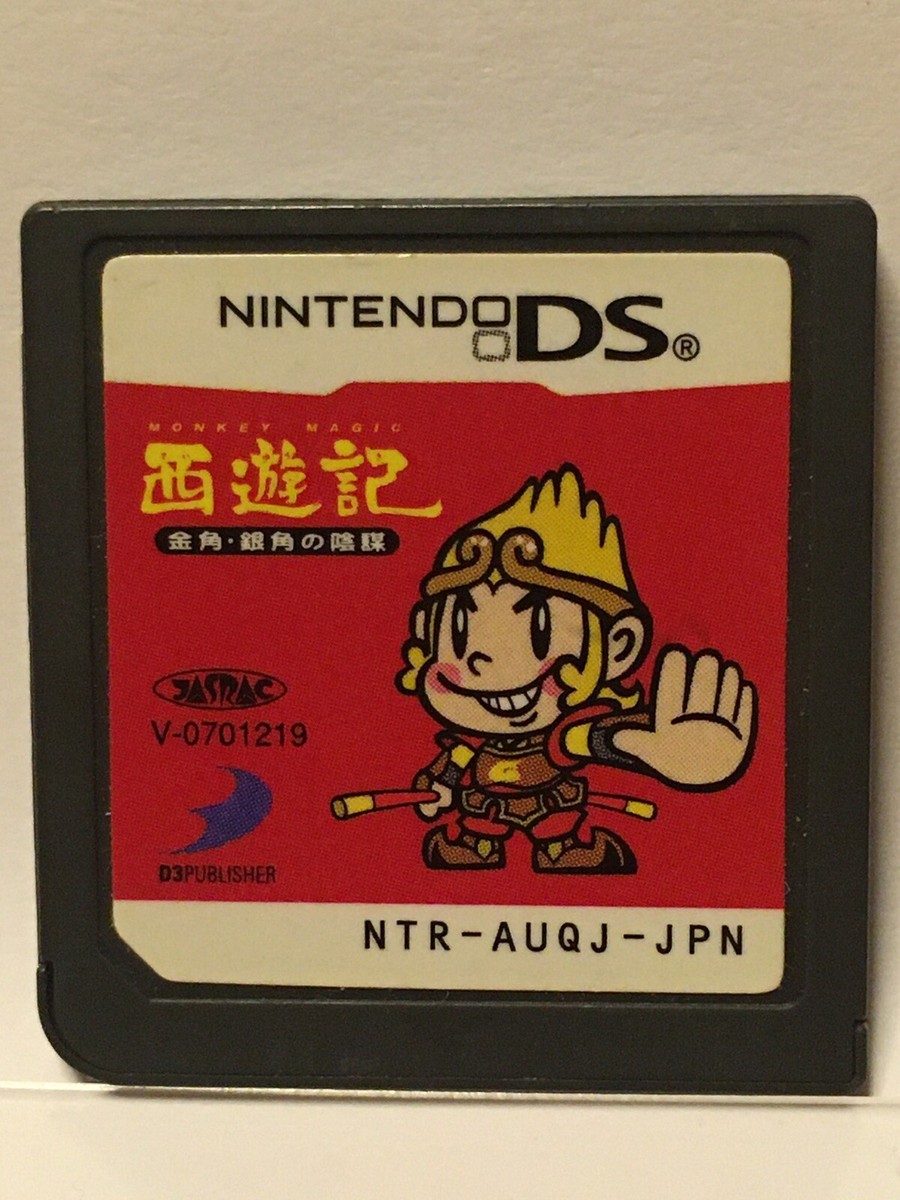 NINTENDO DS®
MONKEY MAGIC
西遊記
金角・銀角の陰謀
JASRAC
V-0701219
D3PUBLISHER
NTR-AUQJ-JPN